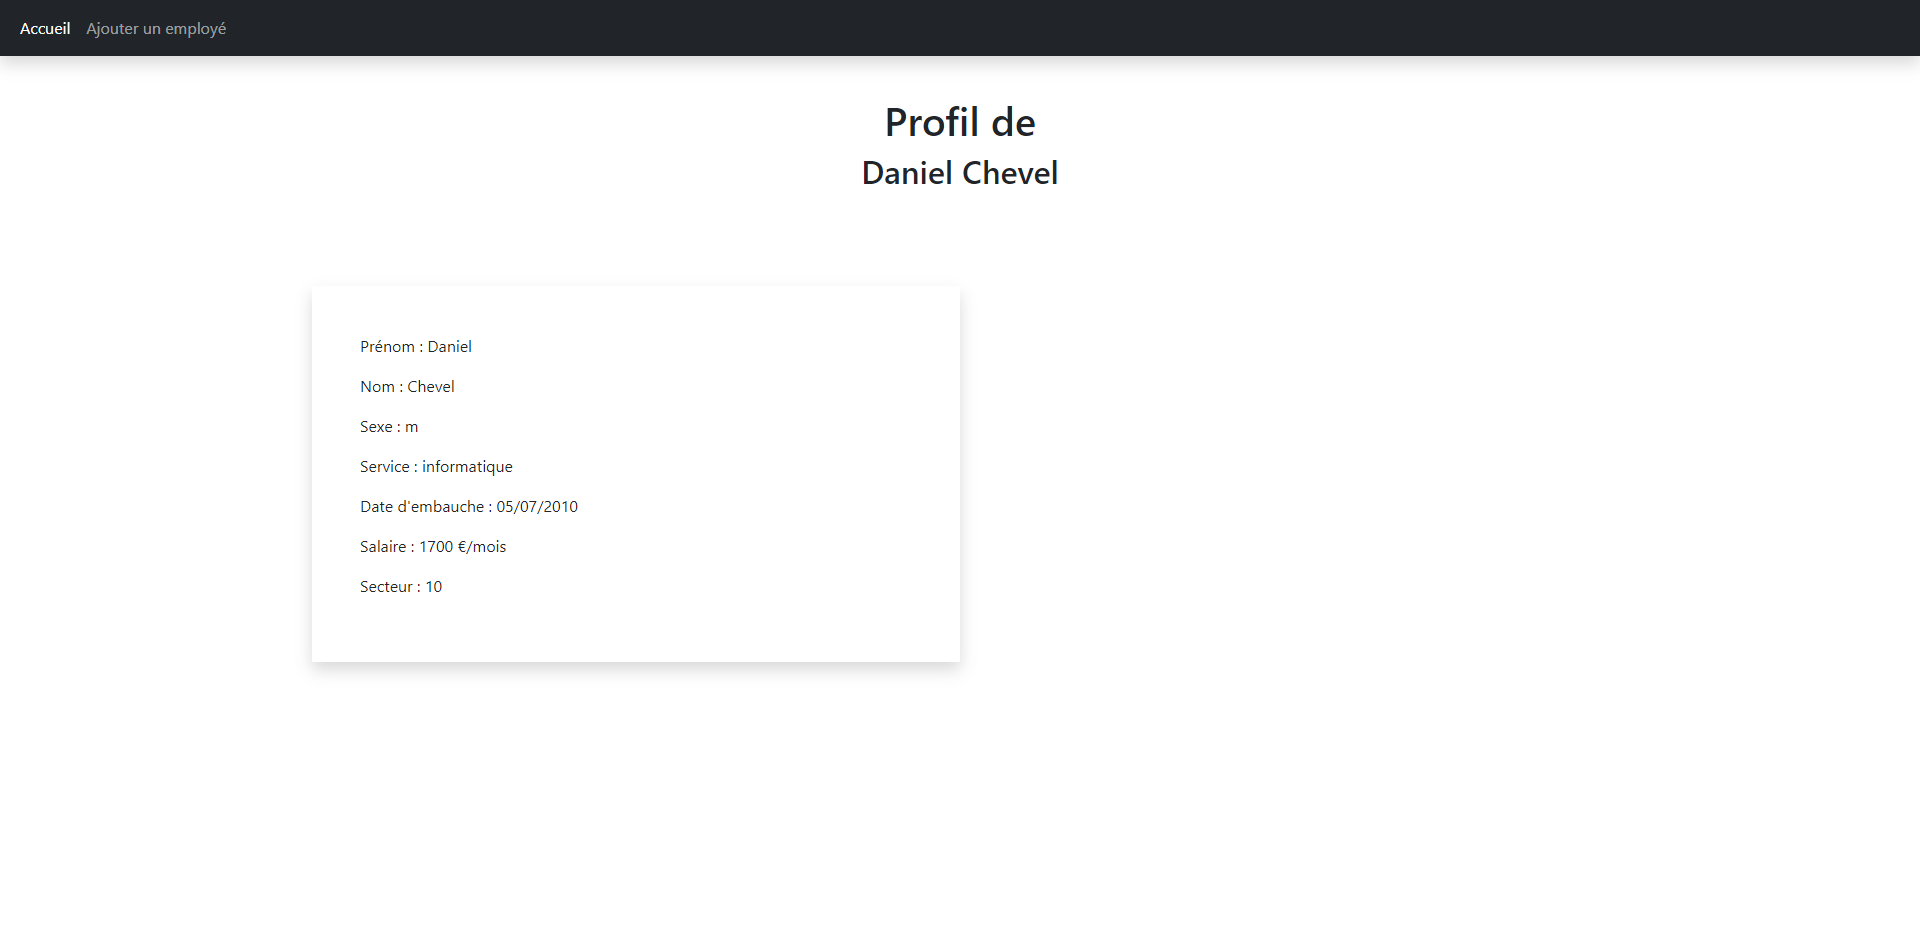 Accueil Ajouter un employé
Profil de
Daniel Chevel
Prénom : Daniel
Nom : Chevel
Sexe : m
Service : informatique
Date d'embauche : 05/07/2010
Salaire : 1700 €/mois
Secteur : 10